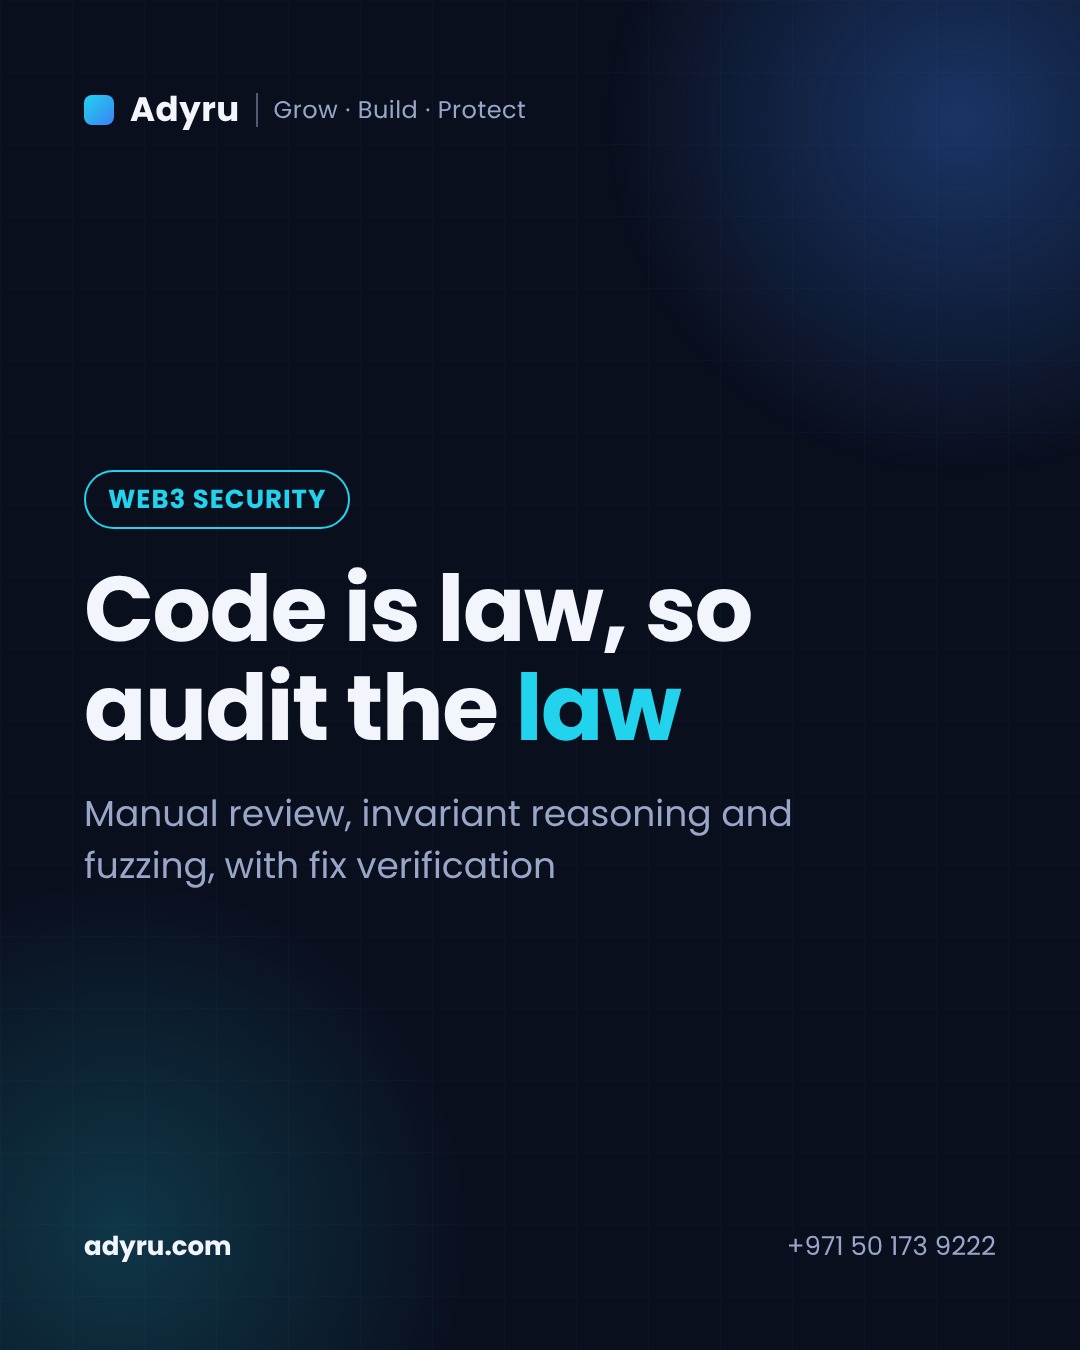 Adyru | Grow · Build · Protect
WEB3 SECURITY
Code is law, so
audit the law
Manual review, invariant reasoning and
fuzzing, with fix verification
adyru.com
+971 50 173 9222